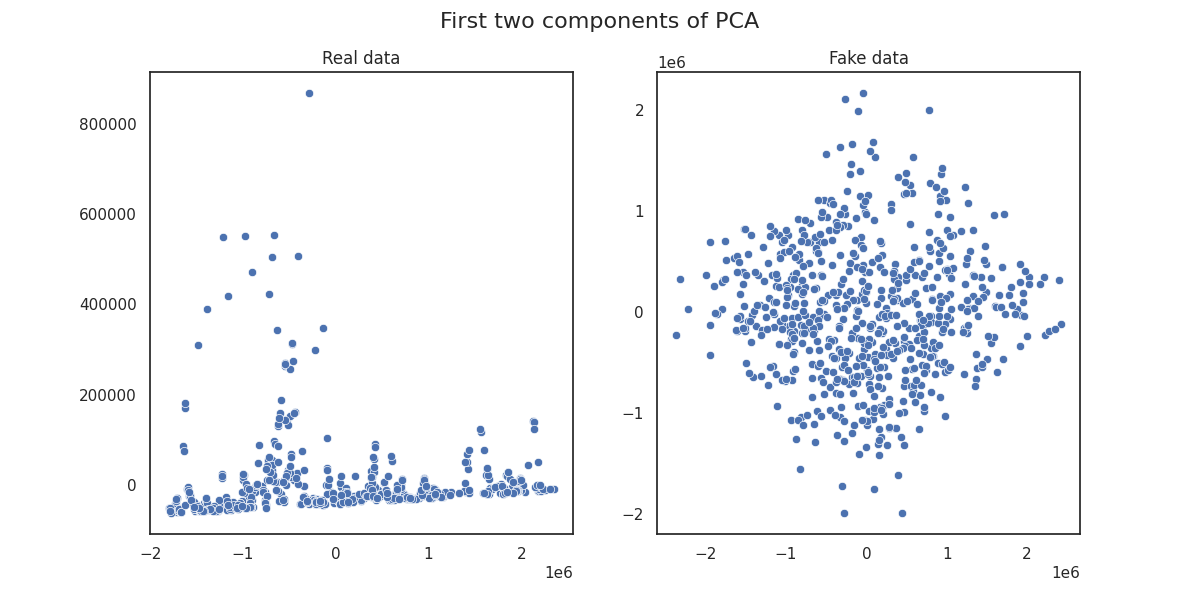 First two components of PCA
Real data
800000
600000
400000
200000
0
−2 −1 0 1 2
1e6
Fake data
1e6
2
1
0
−1
−2
−2 −1 0 1 2
1e6